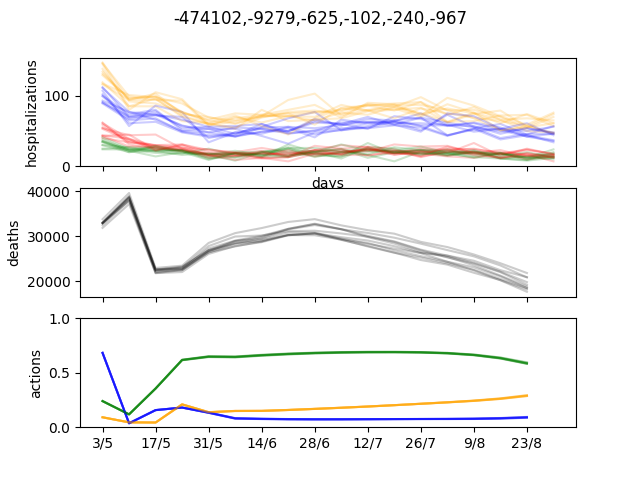 -474102,-9279,-625,-102,-240,-967
hospitalizations
100
0
days
deaths
40000
30000
20000
actions
1.0
0.5
0.0
3/5 17/5 31/5 14/6 28/6 12/7 26/7 9/8 23/8